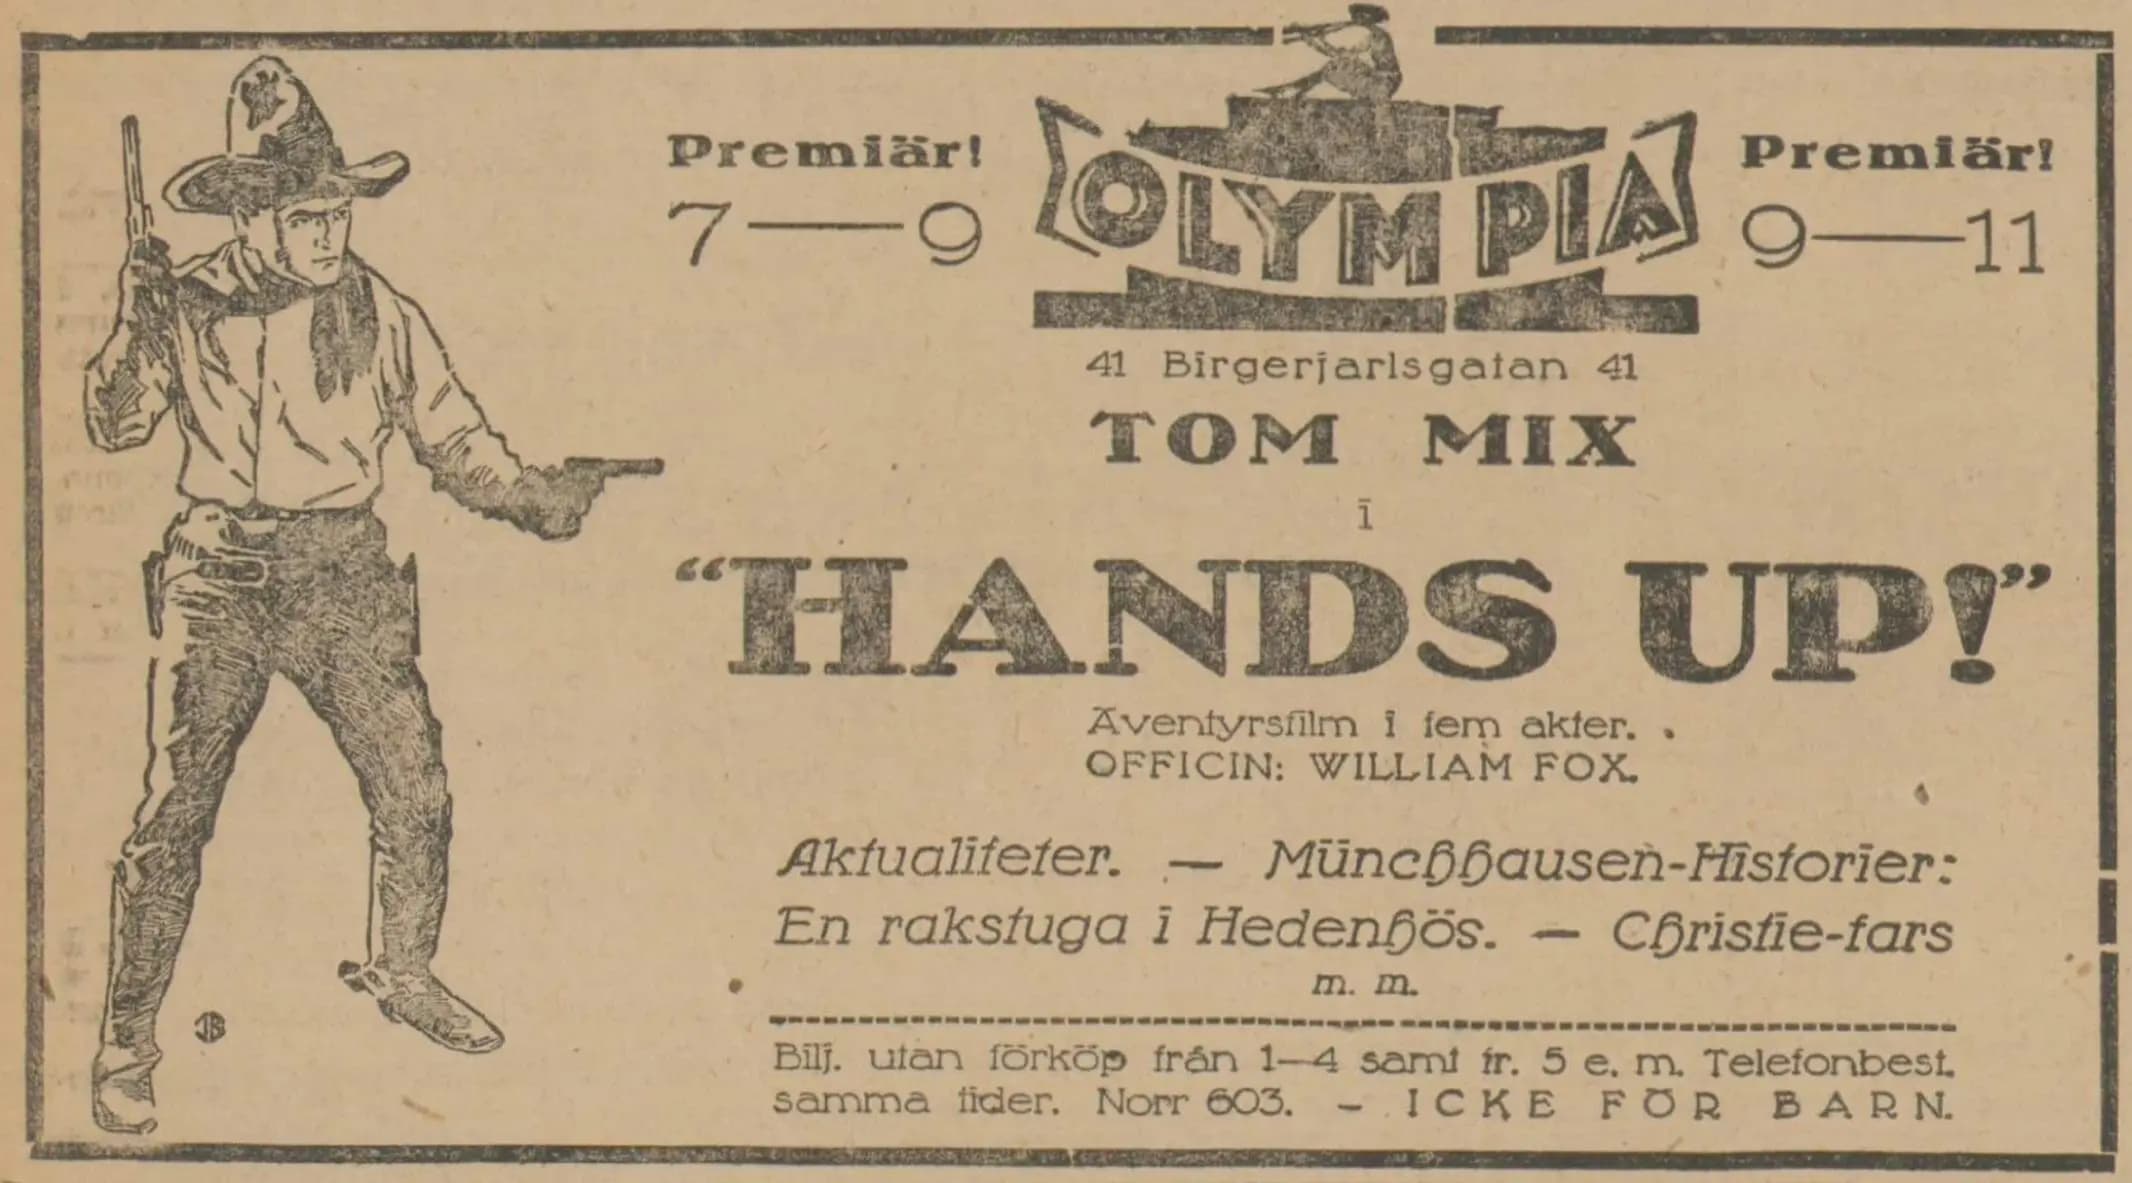 Premiär!
7—9
OLYMPIA
Premiär!
9—11
41 Birgerjarlsgatan 41
TOM MIX
i
“HANDS UP!”
Äventyrsfilm i fem akter.
OFFICIN: WILLIAM FOX.
Aktualiteter. — Münchhausen-Historier:
En rakstuga i Hedenhös. — Christie-fars
m. m.
Bilj. utan förköp från 1—4 samt fr. 5 e. m. Telefonbest.
samma tider. Norr 603. – ICKE FÖR BARN.